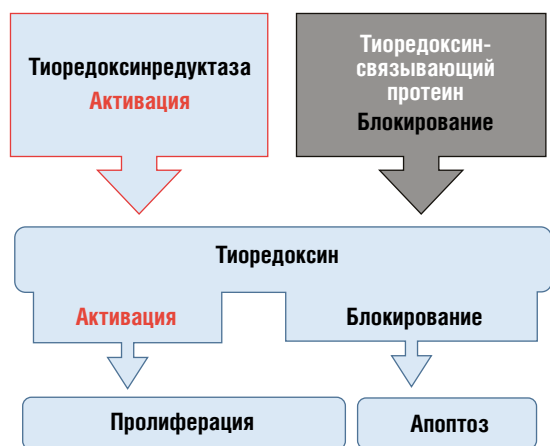 Тиоредоксинредуктаза
Активация
Тиоредоксин-
связывающий
протеин
Блокирование
Тиоредоксин
Активация
Блокирование
Пролиферация
Апоптоз